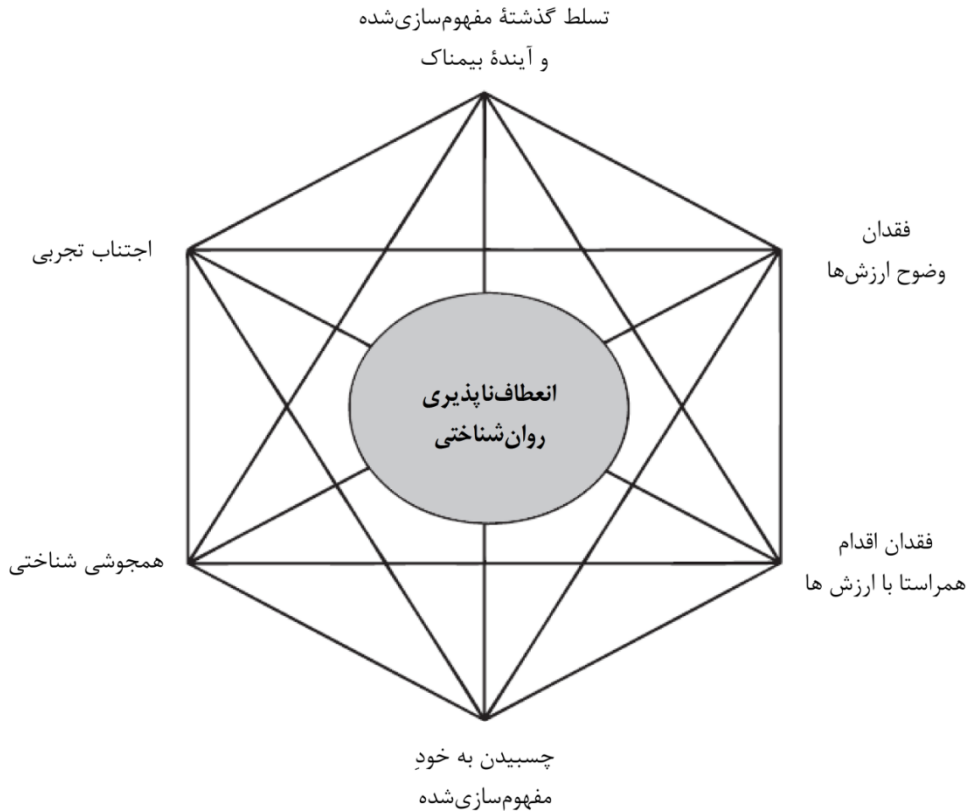 تسلط گذشتهٔ مفهوم‌سازی‌شده
و آیندهٔ بیمناک
فقدان
وضوح ارزش‌ها
اجتناب تجربی
انعطاف‌ناپذیری
روان‌شناختی
فقدان اقدام
همراستا با ارزش ها
همجوشی شناختی
چسبیدن به خودِ
مفهوم‌سازی‌شده